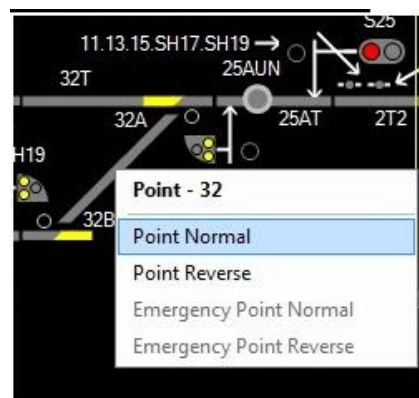 S25
11.13.15.SH17.SH19
32T
25AUN
32A
25AT
2T2
H19
32B
Point - 32
Point Normal
Point Reverse
Emergency Point Normal
Emergency Point Reverse